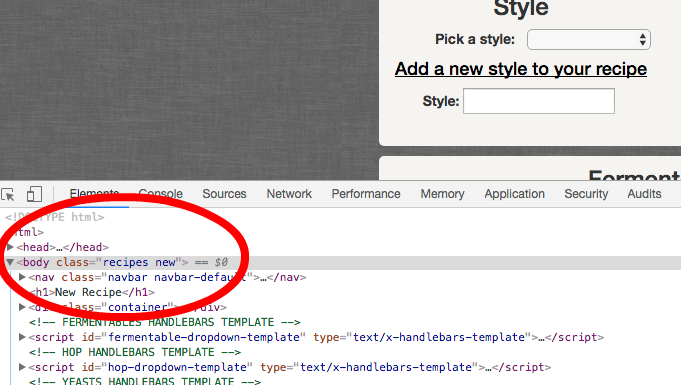 Style
Pick a style:
Add a new style to your recipe
Style:
Elements Console Sources Network Performance Memory Application Security Audits
<!DOCTYPE html>
<html>
<head>…</head>
<body class="recipes new"> == $0
<nav class="navbar navbar-default">…</nav>
<h1>New Recipe</h1>
<div class="container">…</div>
<!-- FERMENTABLES HANDLEBARS TEMPLATE -->
<script id="fermentable-dropdown-template" type="text/x-handlebars-template">…</script>
<!-- HOP HANDLEBARS TEMPLATE -->
<script id="hop-dropdown-template" type="text/x-handlebars-template">…</script>
<!-- YEASTS HANDLEBARS TEMPLATE -->